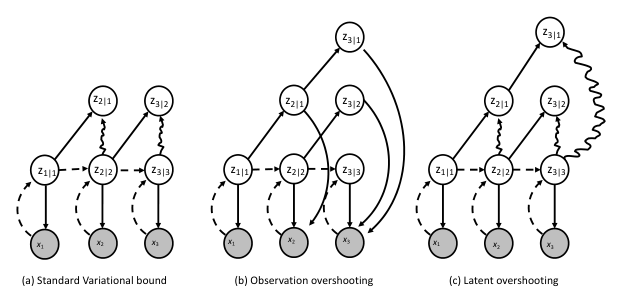 z3|1 z3|1
z2|1 z3|2 z2|1 z3|2 z2|1 z3|2
z1|1 z2|2 z3|3 z1|1 z2|2 z3|3 z1|1 z2|2 z3|3
x1 x2 x3 x1 x2 x3 x1 x2 x3
(a) Standard Variational bound (b) Observation overshooting (c) Latent overshooting